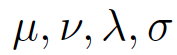 μ, ν, λ, σ